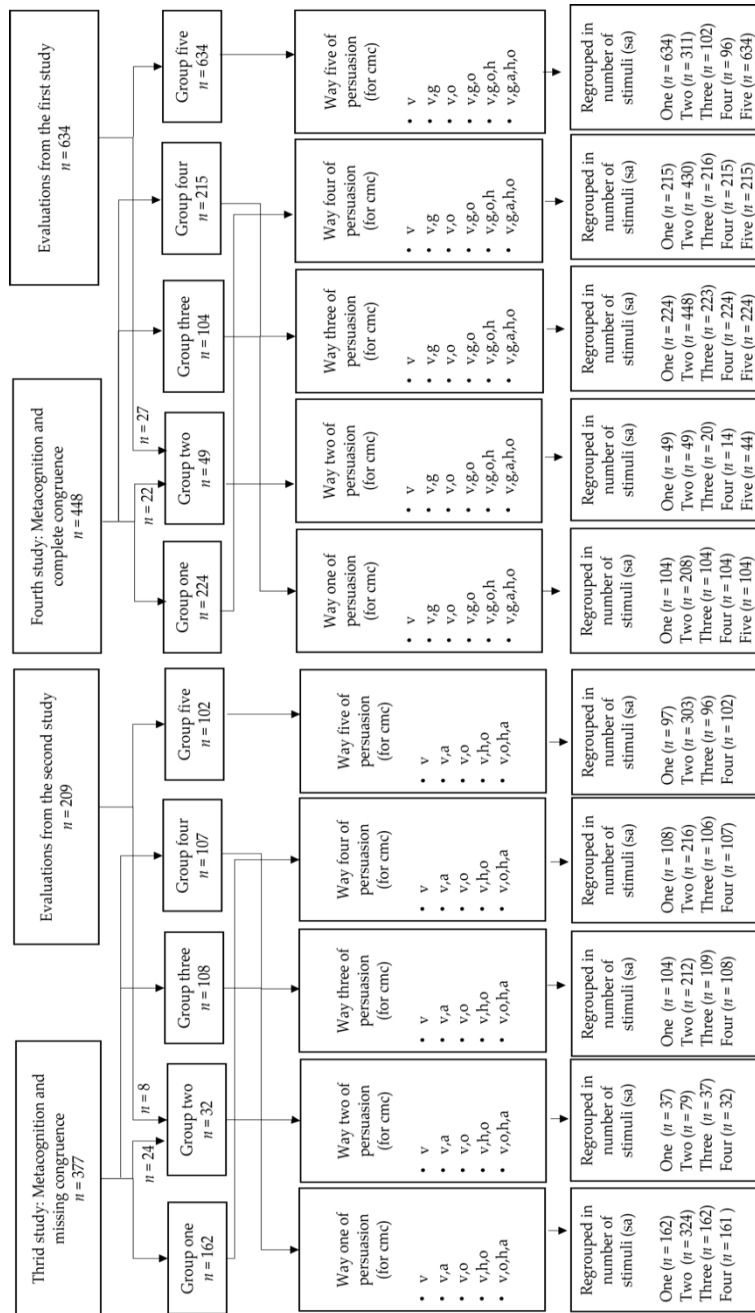 Thrid study: Metacognition and
missing congruence
n = 377
Evaluations from the second study
n = 209
Fourth study: Metacognition and
complete congruence
n = 448
Evaluations from the first study
n = 634
n = 24
n = 8
n = 22
n = 27
Group one
n = 162
Group two
n = 32
Group three
n = 108
Group four
n = 107
Group five
n = 102
Group one
n = 224
Group two
n = 49
Group three
n = 104
Group four
n = 215
Group five
n = 634
Way one of
persuasion
(for cmc)
• v
• v,a
• v,o
• v,h,o
• v,o,h,a
Way two of
persuasion
(for cmc)
• v
• v,a
• v,o
• v,h,o
• v,o,h,a
Way three of
persuasion
(for cmc)
• v
• v,a
• v,o
• v,h,o
• v,o,h,a
Way four of
persuasion
(for cmc)
• v
• v,a
• v,o
• v,h,o
• v,o,h,a
Way five of
persuasion
(for cmc)
• v
• v,a
• v,o
• v,h,o
• v,o,h,a
Way one of
persuasion
(for cmc)
• v
• v,g
• v,o
• v,g,o
• v,g,o,h
• v,g,a,h,o
Way two of
persuasion
(for cmc)
• v
• v,g
• v,o
• v,g,o
• v,g,o,h
• v,g,a,h,o
Way three of
persuasion
(for cmc)
• v
• v,g
• v,o
• v,g,o
• v,g,o,h
• v,g,a,h,o
Way four of
persuasion
(for cmc)
• v
• v,g
• v,o
• v,g,o
• v,g,o,h
• v,g,a,h,o
Way five of
persuasion
(for cmc)
• v
• v,g
• v,o
• v,g,o
• v,g,o,h
• v,g,a,h,o
Regrouped in
number of
stimuli (sa)
One (n = 162)
Two (n = 324)
Three (n = 162)
Four (n = 161)
Regrouped in
number of
stimuli (sa)
One (n = 37)
Two (n = 79)
Three (n = 37)
Four (n = 32)
Regrouped in
number of
stimuli (sa)
One (n = 104)
Two (n = 212)
Three (n = 109)
Four (n = 108)
Regrouped in
number of
stimuli (sa)
One (n = 108)
Two (n = 216)
Three (n = 106)
Four (n = 107)
Regrouped in
number of
stimuli (sa)
One (n = 97)
Two (n = 303)
Three (n = 96)
Four (n = 102)
Regrouped in
number of
stimuli (sa)
One (n = 104)
Two (n = 208)
Three (n = 104)
Four (n = 104)
Five (n = 104)
Regrouped in
number of
stimuli (sa)
One (n = 49)
Two (n = 49)
Three (n = 20)
Four (n = 14)
Five (n = 44)
Regrouped in
number of
stimuli (sa)
One (n = 224)
Two (n = 448)
Three (n = 223)
Four (n = 224)
Five (n = 224)
Regrouped in
number of
stimuli (sa)
One (n = 215)
Two (n = 430)
Three (n = 216)
Four (n = 215)
Five (n = 215)
Regrouped in
number of
stimuli (sa)
One (n = 634)
Two (n = 311)
Three (n = 102)
Four (n = 96)
Five (n = 634)